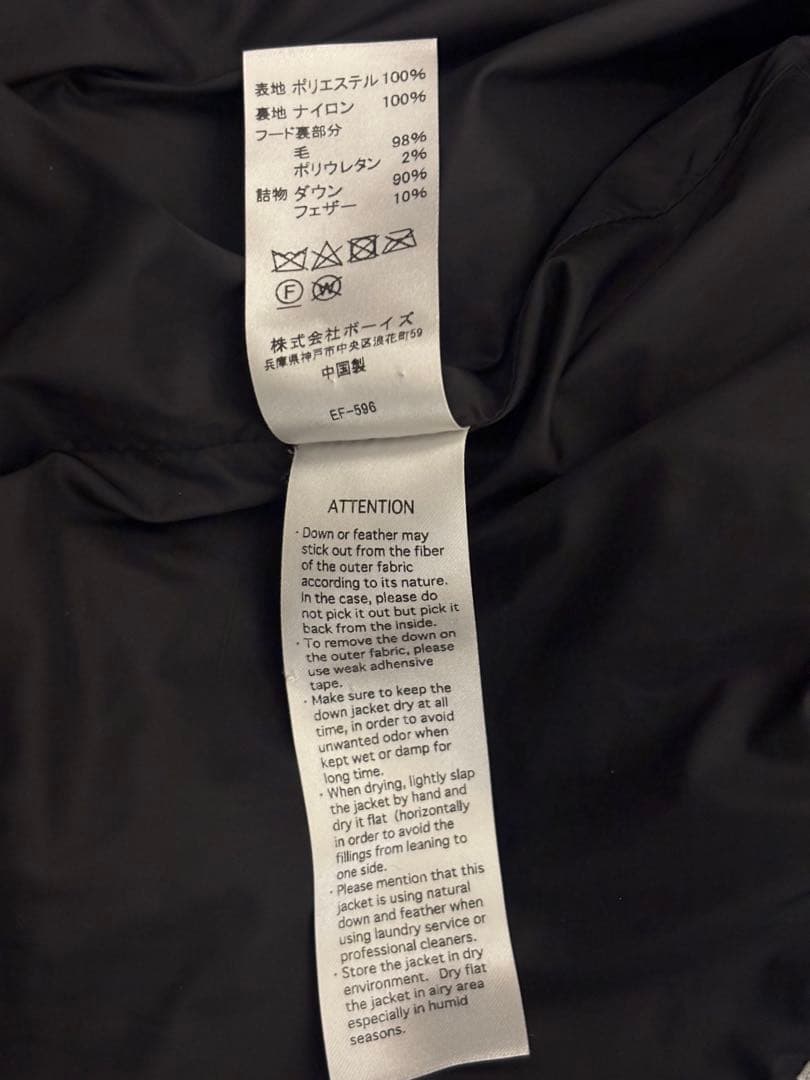 表地 ポリエステル 100%
裏地 ナイロン 100%
フード裏部分
毛 98%
ポリウレタン 2%
詰物 ダウン 90%
フェザー 10%
F W
株式会社ボーイズ
兵庫県神戸市中央区浪花町59
中国製
EF-596
ATTENTION
・Down or feather may
stick out from the fiber
of the outer fabric
according to its nature.
In the case, please do
not pick it out but pick it
back from the inside.
・To remove the down on
the outer fabric, please
use weak adhensive
tape.
・Make sure to keep the
down jacket dry at all
time, in order to avoid
unwanted odor when
kept wet or damp for
long time.
・When drying, lightly slap
the jacket by hand and
dry it flat (horizontally
in order to avoid the
fillings from leaning to
one side.
・Please mention that this
jacket is using natural
down and feather when
using laundry service or
professional cleaners.
・Store the jacket in dry
environment. Dry flat
the jacket in airy area
especially in humid
seasons.